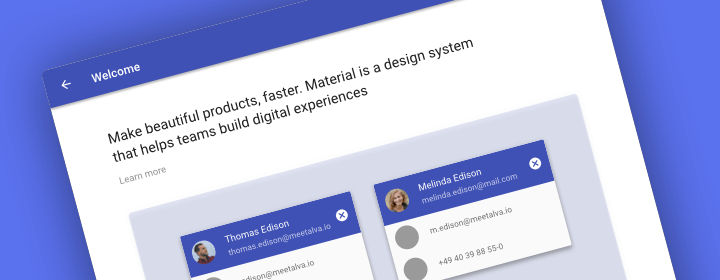 Welcome
Make beautiful products, faster. Material is a design system
that helps teams build digital experiences
Learn more
Thomas Edison
thomas.edison@meetalva.io
thomas.edison@meetalva.io
Melinda Edison
melinda.edison@mail.com
m.edison@meetalva.io
+49 40 39 88 55-0